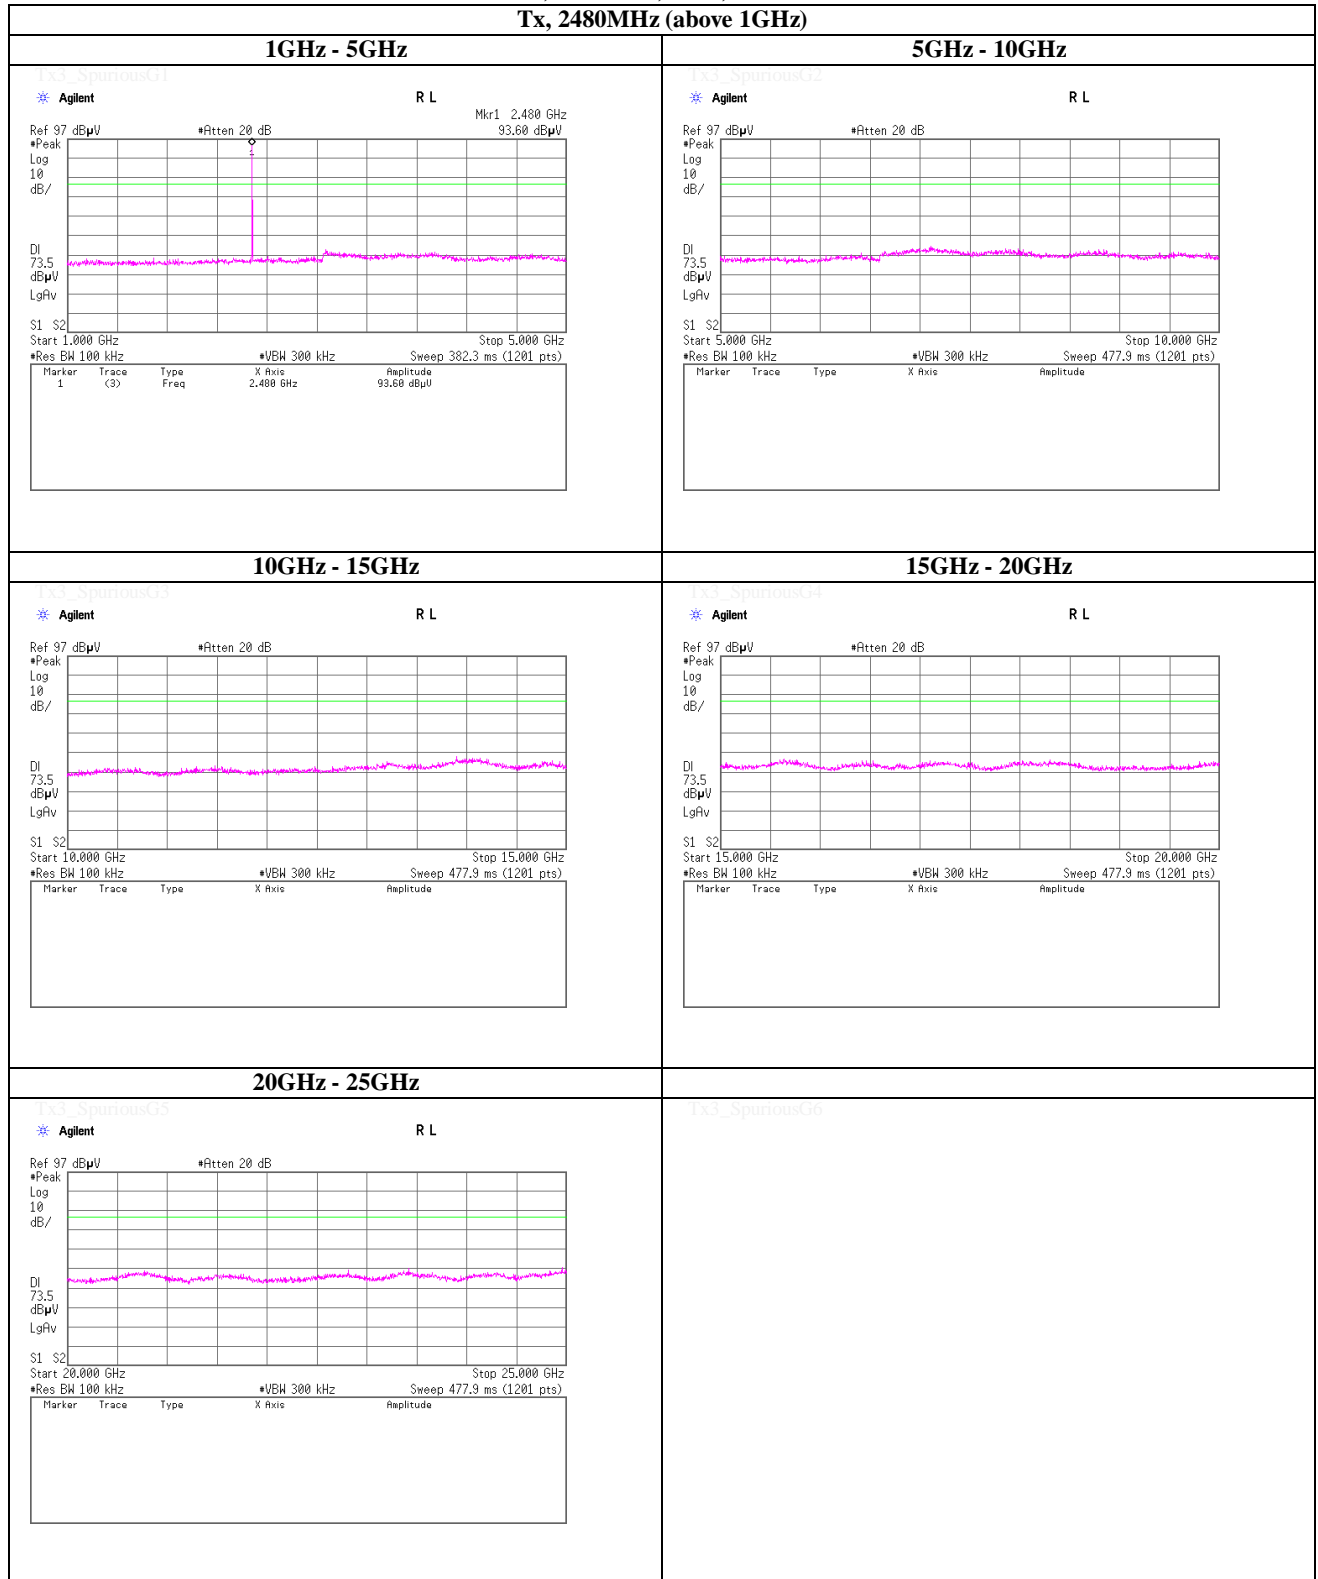 Tx, 2480MHz (above 1GHz)
1GHz - 5GHz
5GHz - 10GHz
Tx3_SpuriousG1
Agilent
R L
Mkr1 2.480 GHz
Ref 97 dBµV
#Atten 20 dB
93.60 dBµV
#Peak
Log
10
dB/
1
DI
73.5
dBµV
LgAv
S1 S2
Start 1.000 GHz
Stop 5.000 GHz
#Res BW 100 kHz
#VBW 300 kHz
Sweep 382.3 ms (1201 pts)
Marker Trace Type X Axis Amplitude
1 (3) Freq 2.480 GHz 93.60 dBµV
Tx3_SpuriousG2
Agilent
R L
Ref 97 dBµV
#Atten 20 dB
#Peak
Log
10
dB/
DI
73.5
dBµV
LgAv
S1 S2
Start 5.000 GHz
Stop 10.000 GHz
#Res BW 100 kHz
#VBW 300 kHz
Sweep 477.9 ms (1201 pts)
Marker Trace Type X Axis Amplitude
10GHz - 15GHz
15GHz - 20GHz
Tx3_SpuriousG3
Agilent
R L
Ref 97 dBµV
#Atten 20 dB
#Peak
Log
10
dB/
DI
73.5
dBµV
LgAv
S1 S2
Start 10.000 GHz
Stop 15.000 GHz
#Res BW 100 kHz
#VBW 300 kHz
Sweep 477.9 ms (1201 pts)
Marker Trace Type X Axis Amplitude
Tx3_SpuriousG4
Agilent
R L
Ref 97 dBµV
#Atten 20 dB
#Peak
Log
10
dB/
DI
73.5
dBµV
LgAv
S1 S2
Start 15.000 GHz
Stop 20.000 GHz
#Res BW 100 kHz
#VBW 300 kHz
Sweep 477.9 ms (1201 pts)
Marker Trace Type X Axis Amplitude
20GHz - 25GHz
Tx3_SpuriousG5
Agilent
R L
Ref 97 dBµV
#Atten 20 dB
#Peak
Log
10
dB/
DI
73.5
dBµV
LgAv
S1 S2
Start 20.000 GHz
Stop 25.000 GHz
#Res BW 100 kHz
#VBW 300 kHz
Sweep 477.9 ms (1201 pts)
Marker Trace Type X Axis Amplitude
Tx3_SpuriousG6